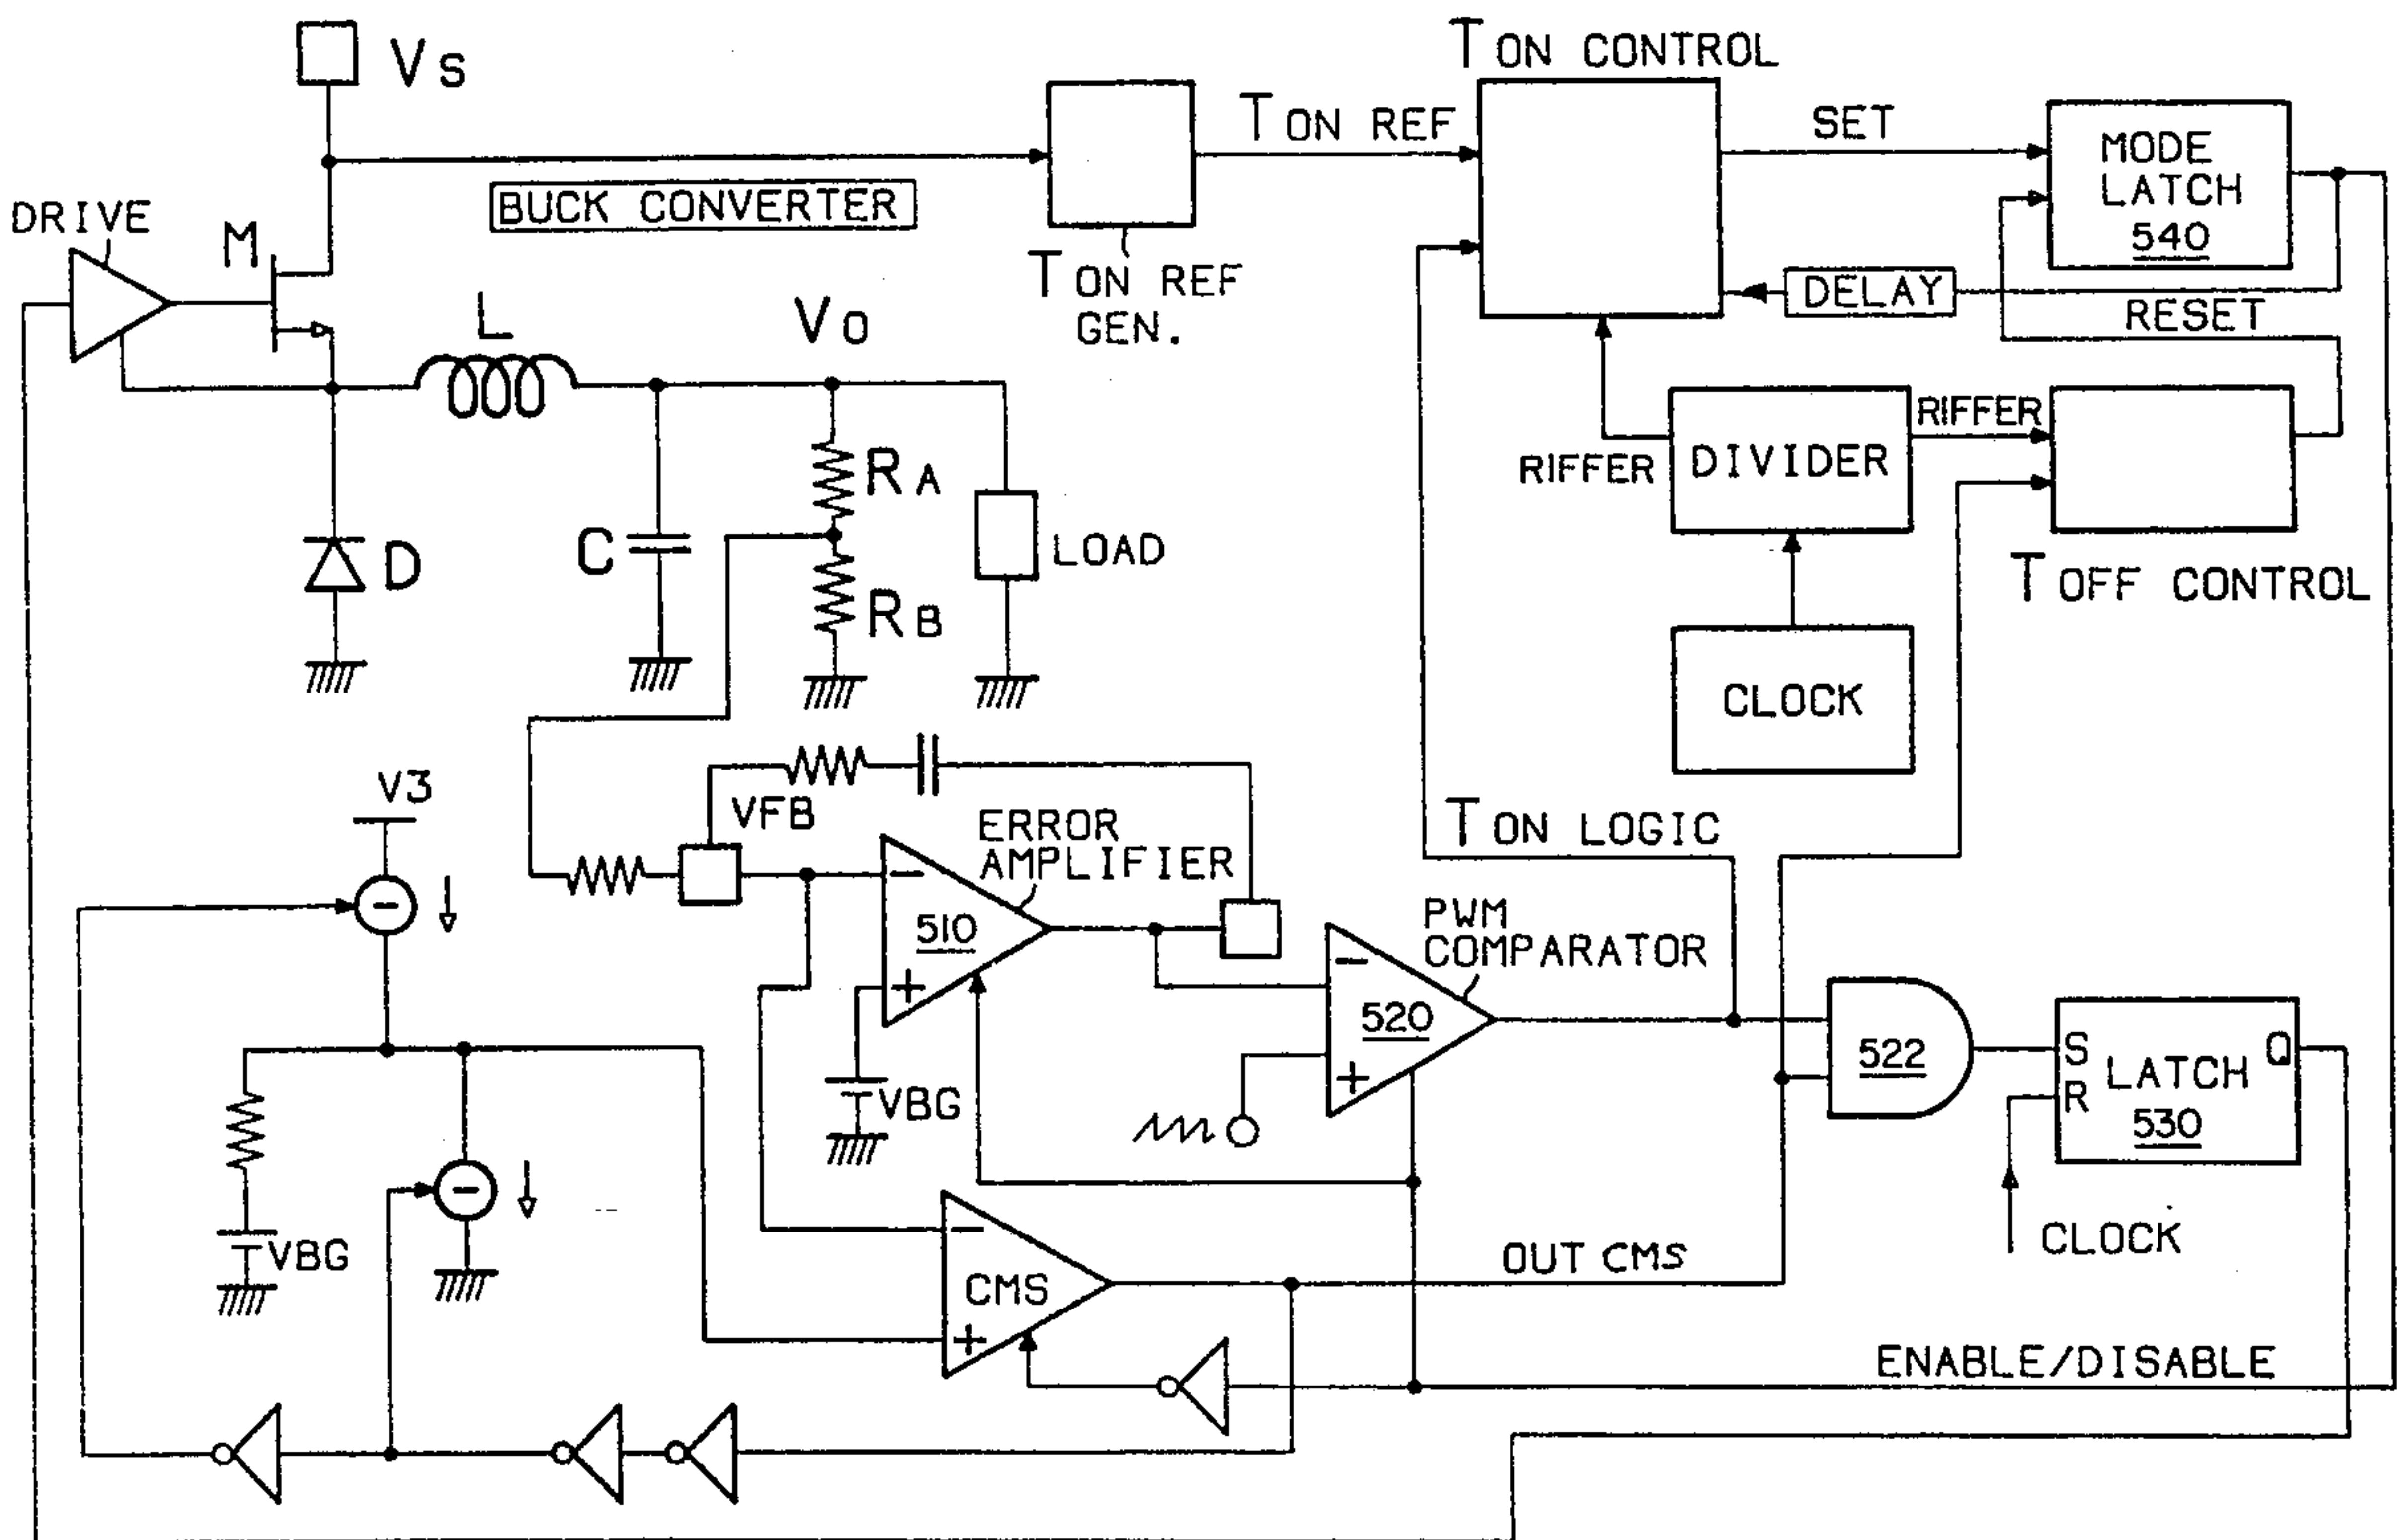 VS
TON CONTROL
TON REF
SET
MODE
LATCH
540
BUCK CONVERTER
DRIVE
M
TON REF
GEN.
DELAY
RESET
L
VO
RIFFER
RIFFER
DIVIDER
RA
D
C
LOAD
RB
TOFF CONTROL
CLOCK
V3
VFB
ERROR
AMPLIFIER
TON LOGIC
-
-
510
+
PWM
COMPARATOR
-
520
+
VBG
522
S
Q
LATCH
R
530
-
VBG
CLOCK
-
CMS
+
OUT CMS
ENABLE/DISABLE